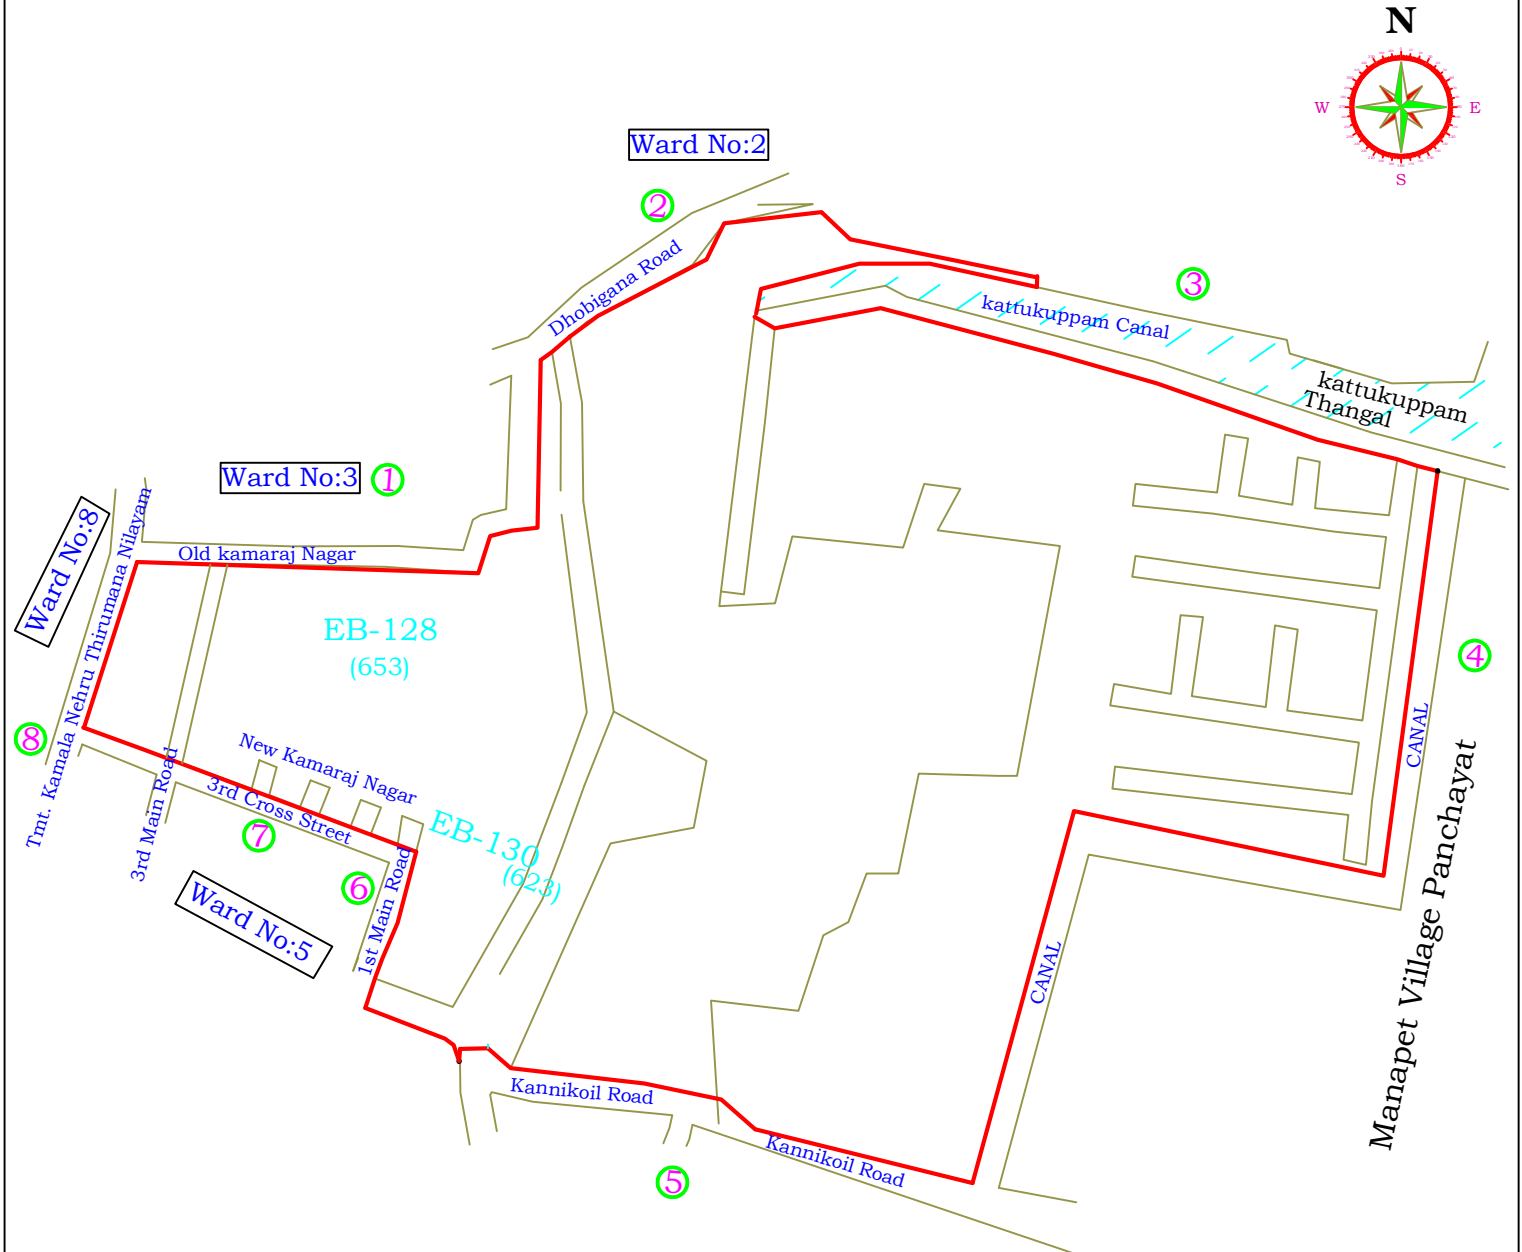 N
W
E
S
Ward No:2
2
Dhobigana Road
3
kattukuppam Canal
kattukuppam
Thangal
Ward No:3
1
Ward No:8
Old kamaraj Nagar
Tmt. Kamala Nehru Thirumana Nilayam
EB-128
(653)
4
8
New Kamaraj Nagar
3rd Main Road
3rd Cross Street
7
EB-130
(623)
CANAL
6
1st Main Road
Ward No:5
CANAL
Manapet Village Panchayat
Kannikoil Road
Kannikoil Road
5